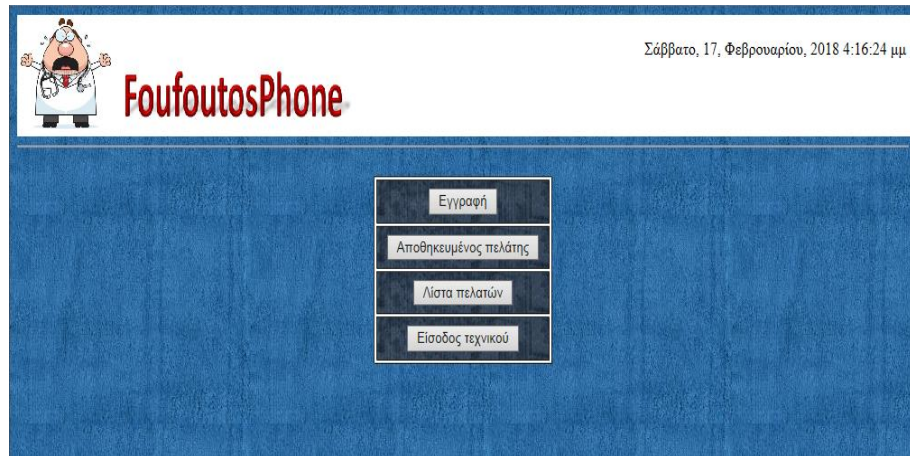 Σάββατο, 17, Φεβρουαρίου, 2018 4:16:24 μμ
FoufoutosPhone
Εγγραφή
Αποθηκευμένος πελάτης
Λίστα πελατών
Είσοδος τεχνικού